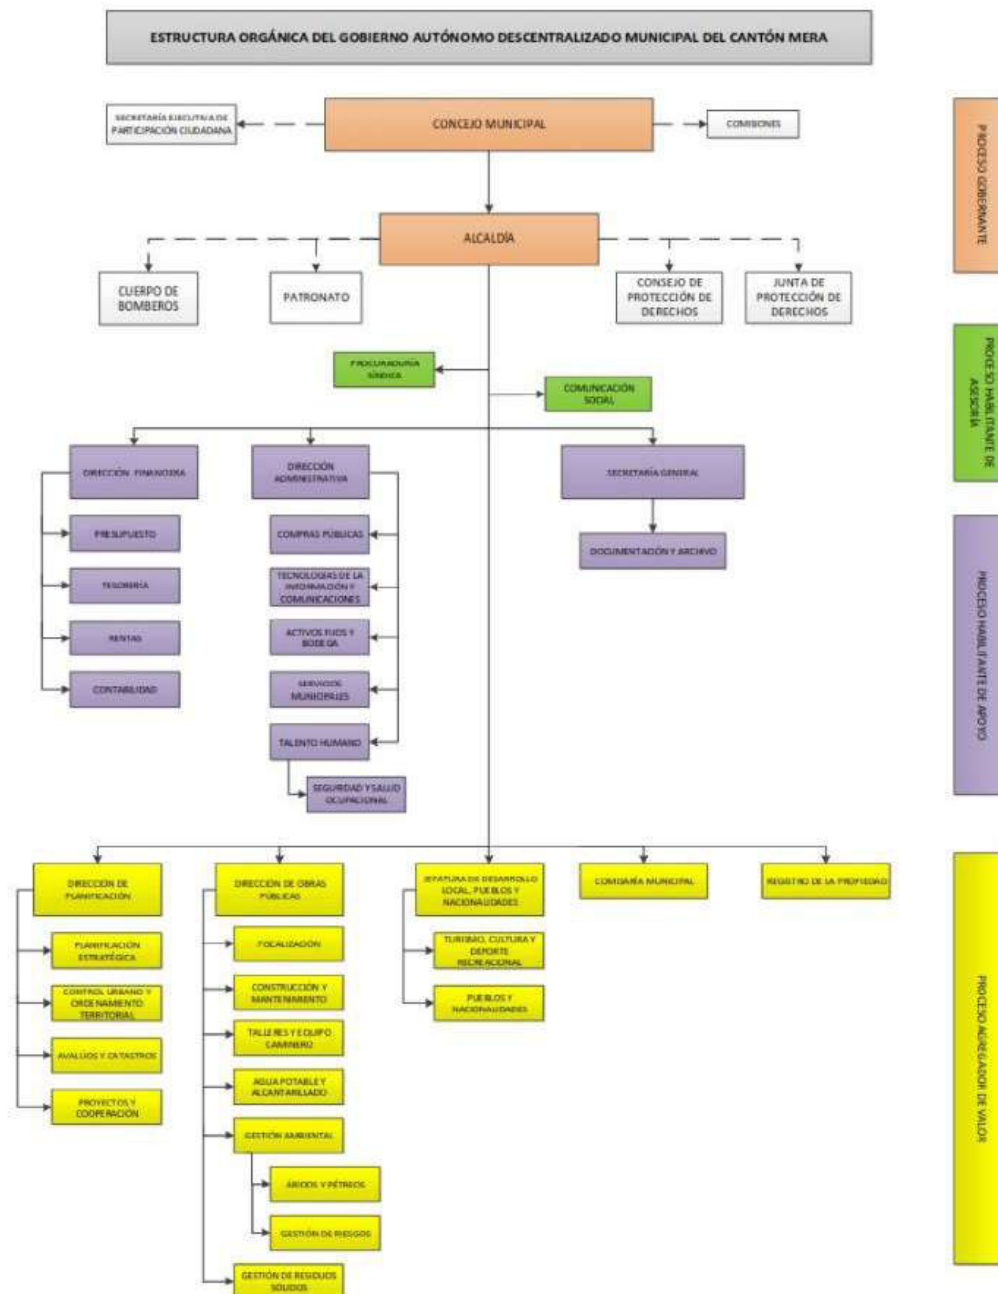 ESTRUCTURA ORGÁNICA DEL GOBIERNO AUTÓNOMO DESCENTRALIZADO MUNICIPAL DEL CANTÓN MERA
SECRETARÍA EJECUTIVA DE
PARTICIPACIÓN CIUDADANA
CONCEJO MUNICIPAL
COMISIONES
ALCALDÍA
CUERPO DE
BOMBEROS
PATRONATO
CONSEJO DE
PROTECCIÓN DE
DERECHOS
JUNTA DE
PROTECCIÓN DE
DERECHOS
PROCESO GOBERNANTE
PROCURADURÍA
SÍNDICA
COMUNICACIÓN
SOCIAL
PROCESO HABILITANTE DE
ASESORÍA
DIRECCIÓN FINANCIERA
DIRECCIÓN
ADMINISTRATIVA
SECRETARÍA GENERAL
PRESUPUESTO
TESORERÍA
RENTAS
CONTABILIDAD
COMPRAS PÚBLICAS
TECNOLOGÍAS DE LA
INFORMACIÓN Y
COMUNICACIONES
ACTIVOS FIJOS Y
BODEGA
SERVICIOS
MUNICIPALES
TALENTO HUMANO
SEGURIDAD Y SALUD
OCUPACIONAL
DOCUMENTACIÓN Y ARCHIVO
PROCESO HABILITANTE DE APOYO
DIRECCIÓN DE
PLANIFICACIÓN
DIRECCIÓN DE OBRAS
PÚBLICAS
JEFATURA DE DESARROLLO
LOCAL, PUEBLOS Y
NACIONALIDADES
COMISARÍA MUNICIPAL
REGISTRO DE LA PROPIEDAD
PLANIFICACIÓN
ESTRATÉGICA
CONTROL URBANO Y
ORDENAMIENTO
TERRITORIAL
AVALÚOS Y CATASTROS
PROYECTOS Y
COOPERACIÓN
CONSTRUCCIÓN Y
MANTENIMIENTO
TALLERES Y EQUIPO
CAMINERO
AGUA POTABLE Y
ALCANTARILLADO
GESTIÓN AMBIENTAL
ÁRIDOS Y PÉTREOS
GESTIÓN DE RIESGOS
GESTIÓN DE RESIDUOS
SÓLIDOS
TURISMO, CULTURA Y
DEPORTE
RECREACIONAL
PUEBLOS Y
NACIONALIDADES
PROCESO AGREGADOR DE VALOR